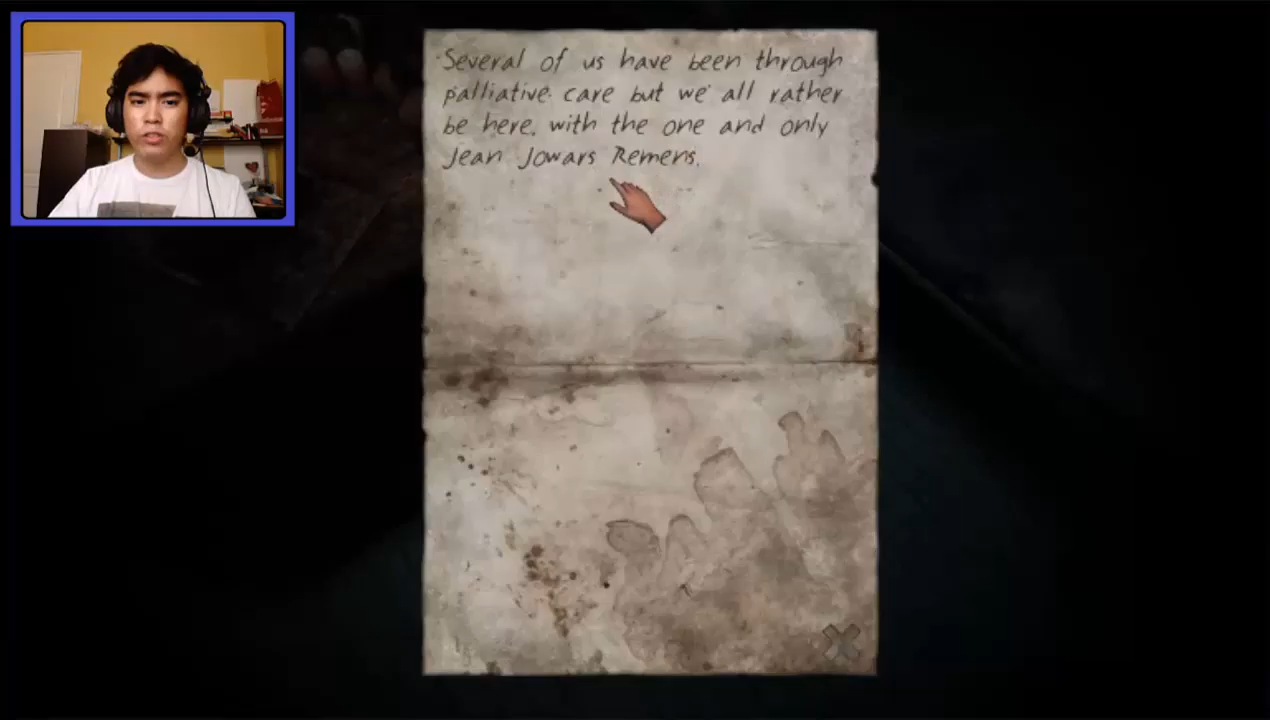 Several of us have been through
palliative care but we all rather
be here, with the one and only
Jean Jowars Remens.